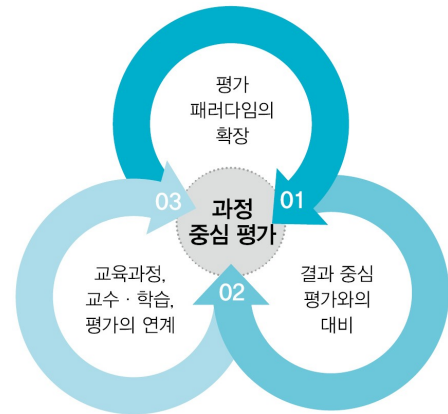 평가
패러다임의
확장
03
01
과정
중심 평가
02
교육과정,
교수 · 학습,
평가의 연계
결과 중심
평가와의
대비